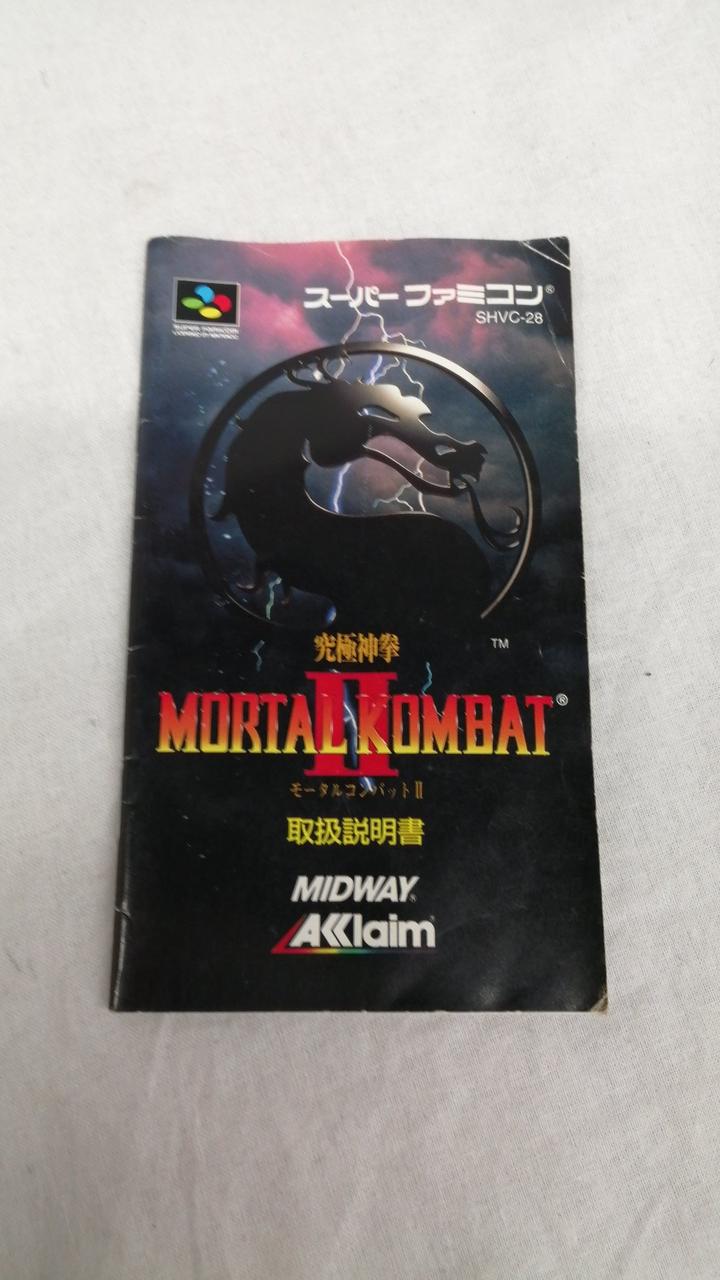 スーパーファミコン®
SHVC-28
TM
究極神拳
II
MORTAL KOMBAT®
モータルコンバットII
取扱説明書
MIDWAY
AKKlaim